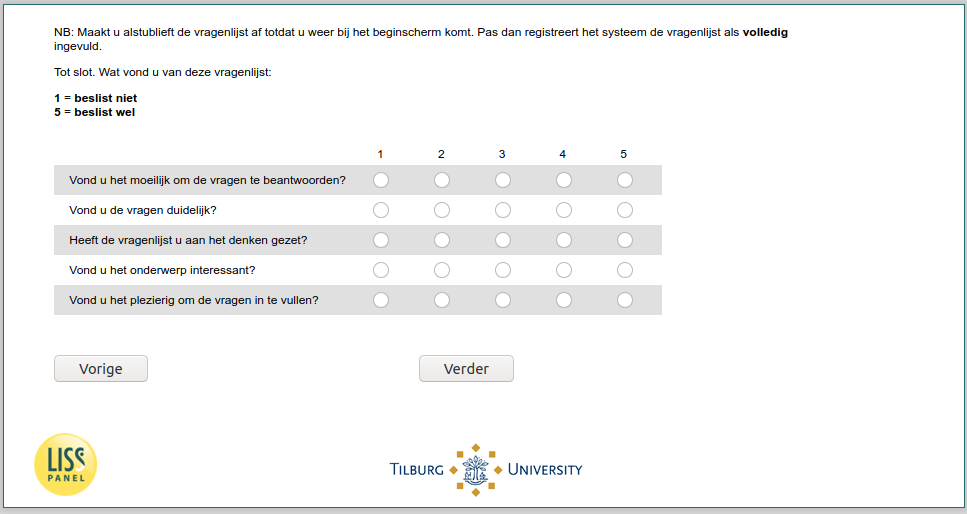 NB: Maakt u alstublieft de vragenlijst af totdat u weer bij het beginscherm komt. Pas dan registreert het systeem de vragenlijst als volledig
ingevuld.
Tot slot. Wat vond u van deze vragenlijst:
1 = beslist niet
5 = beslist wel
1 2 3 4 5
Vond u het moeilijk om de vragen te beantwoorden?
Vond u de vragen duidelijk?
Heeft de vragenlijst u aan het denken gezet?
Vond u het onderwerp interessant?
Vond u het plezierig om de vragen in te vullen?
Vorige Verder
LISS
PANEL
TILBURG UNIVERSITY